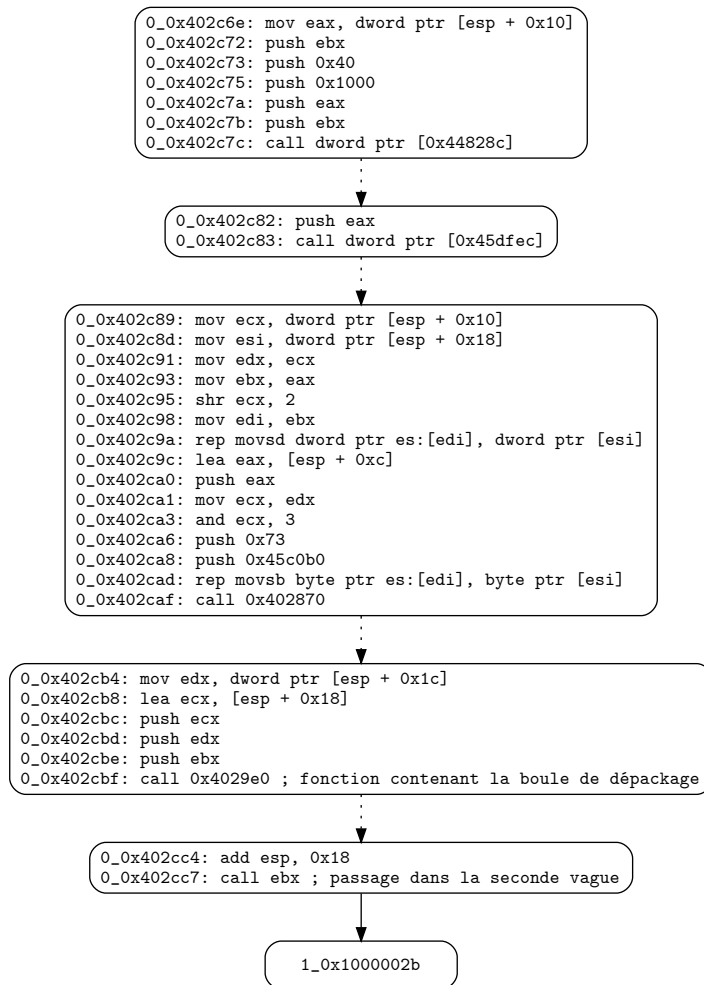 0_0x402c6e: mov eax, dword ptr [esp + 0x10]
0_0x402c72: push ebx
0_0x402c73: push 0x40
0_0x402c75: push 0x1000
0_0x402c7a: push eax
0_0x402c7b: push ebx
0_0x402c7c: call dword ptr [0x44828c]
0_0x402c82: push eax
0_0x402c83: call dword ptr [0x45dfec]
0_0x402c89: mov ecx, dword ptr [esp + 0x10]
0_0x402c8d: mov esi, dword ptr [esp + 0x18]
0_0x402c91: mov edx, ecx
0_0x402c93: mov ebx, eax
0_0x402c95: shr ecx, 2
0_0x402c98: mov edi, ebx
0_0x402c9a: rep movsd dword ptr es:[edi], dword ptr [esi]
0_0x402c9c: lea eax, [esp + 0xc]
0_0x402ca0: push eax
0_0x402ca1: mov ecx, edx
0_0x402ca3: and ecx, 3
0_0x402ca6: push 0x73
0_0x402ca8: push 0x45c0b0
0_0x402cad: rep movsb byte ptr es:[edi], byte ptr [esi]
0_0x402caf: call 0x402870
0_0x402cb4: mov edx, dword ptr [esp + 0x1c]
0_0x402cb8: lea ecx, [esp + 0x18]
0_0x402cbc: push ecx
0_0x402cbd: push edx
0_0x402cbe: push ebx
0_0x402cbf: call 0x4029e0 ; fonction contenant la boule de dépackage
0_0x402cc4: add esp, 0x18
0_0x402cc7: call ebx ; passage dans la seconde vague
1_0x1000002b